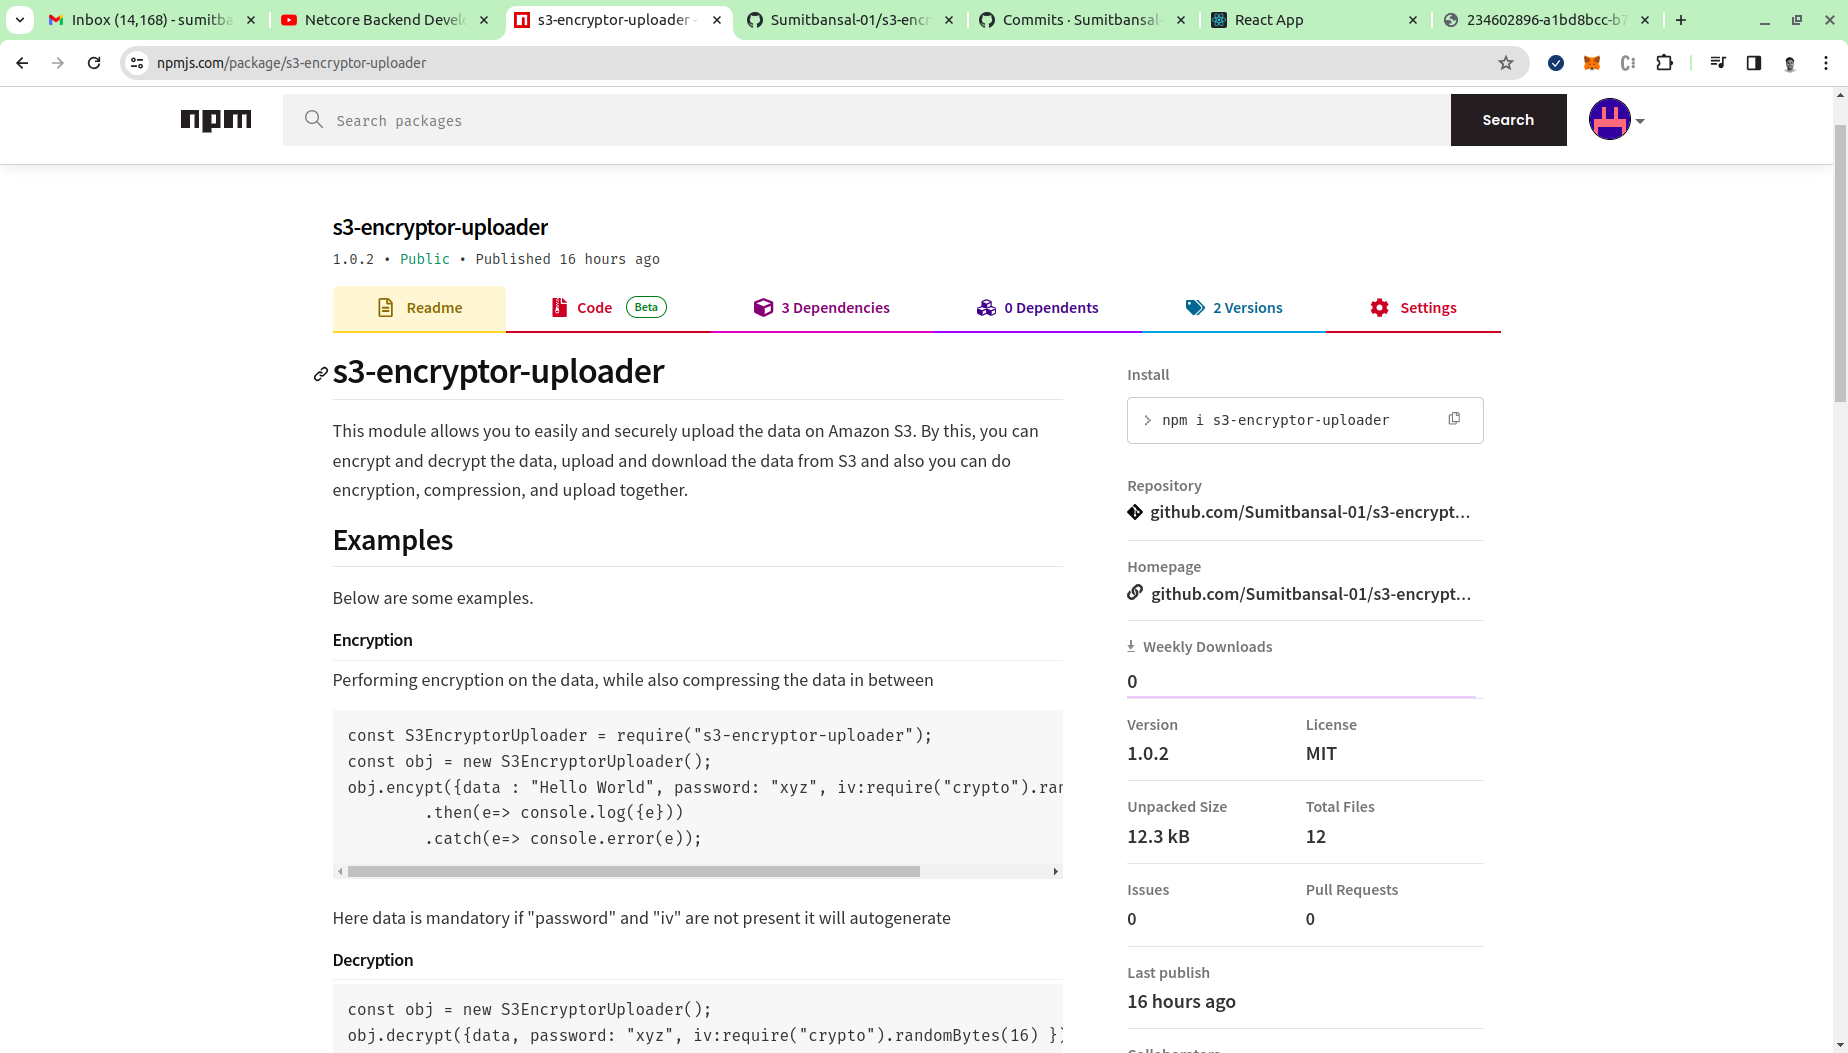 Inbox (14,168) - sumitba
Netcore Backend Develo
s3-encryptor-uploader -
Sumitbansal-01/s3-encr
Commits · Sumitbansal-
React App
234602896-a1bd8bcc-b7
npmjs.com/package/s3-encryptor-uploader
npm
Search packages
Search
s3-encryptor-uploader
1.0.2 • Public • Published 16 hours ago
Readme
Code Beta
3 Dependencies
0 Dependents
2 Versions
Settings
s3-encryptor-uploader
This module allows you to easily and securely upload the data on Amazon S3. By this, you can
encrypt and decrypt the data, upload and download the data from S3 and also you can do
encryption, compression, and upload together.
Examples
Below are some examples.
Encryption
Performing encryption on the data, while also compressing the data in between
const S3EncryptorUploader = require("s3-encryptor-uploader");
const obj = new S3EncryptorUploader();
obj.encypt({data : "Hello World", password: "xyz", iv:require("crypto").ran
.then(e=> console.log({e}))
.catch(e=> console.error(e));
Here data is mandatory if "password" and "iv" are not present it will autogenerate
Decryption
const obj = new S3EncryptorUploader();
obj.decrypt({data, password: "xyz", iv:require("crypto").randomBytes(16) })
Install
npm i s3-encryptor-uploader
Repository
github.com/Sumitbansal-01/s3-encrypt...
Homepage
github.com/Sumitbansal-01/s3-encrypt...
Weekly Downloads
0
Version
License
1.0.2
MIT
Unpacked Size
Total Files
12.3 kB
12
Issues
Pull Requests
0
0
Last publish
16 hours ago